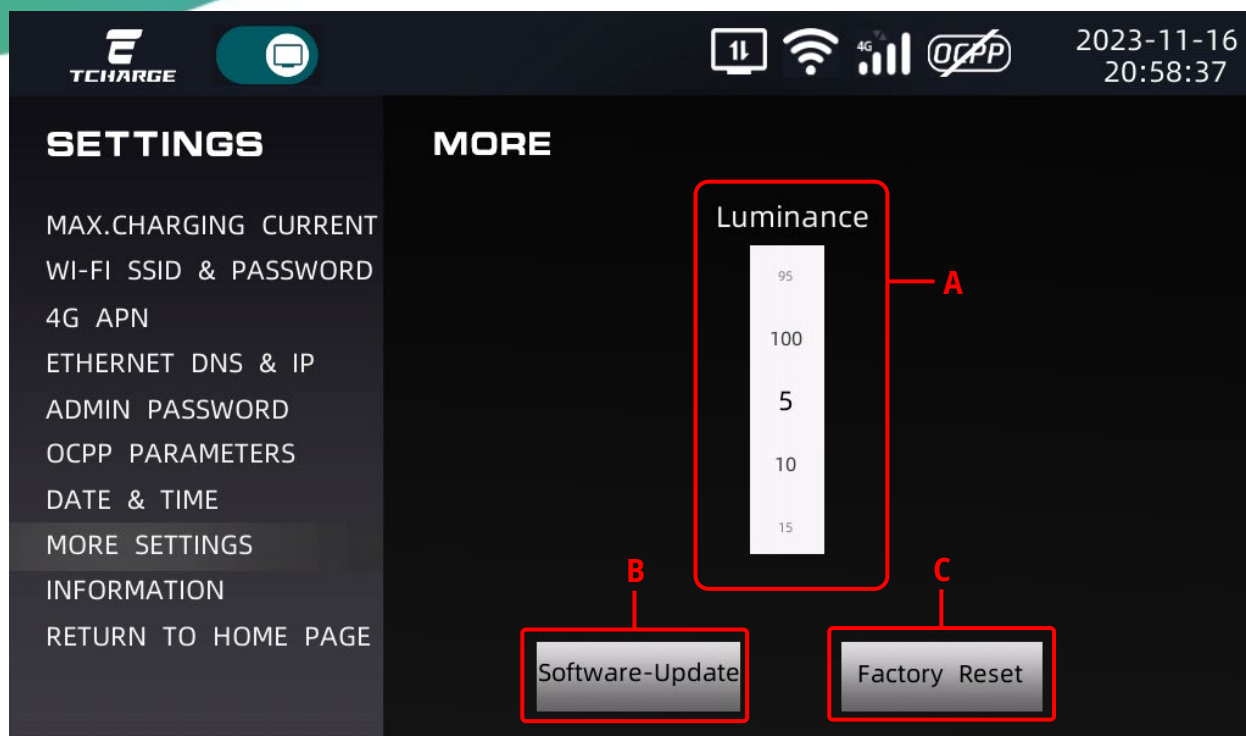 TCHARGE
4G
OCPP
2023-11-16
20:58:37
SETTINGS
MAX.CHARGING CURRENT
WI-FI SSID & PASSWORD
4G APN
ETHERNET DNS & IP
ADMIN PASSWORD
OCPP PARAMETERS
DATE & TIME
MORE SETTINGS
INFORMATION
RETURN TO HOME PAGE
MORE
Luminance
95
100
5
10
15
A
B
C
Software-Update
Factory Reset